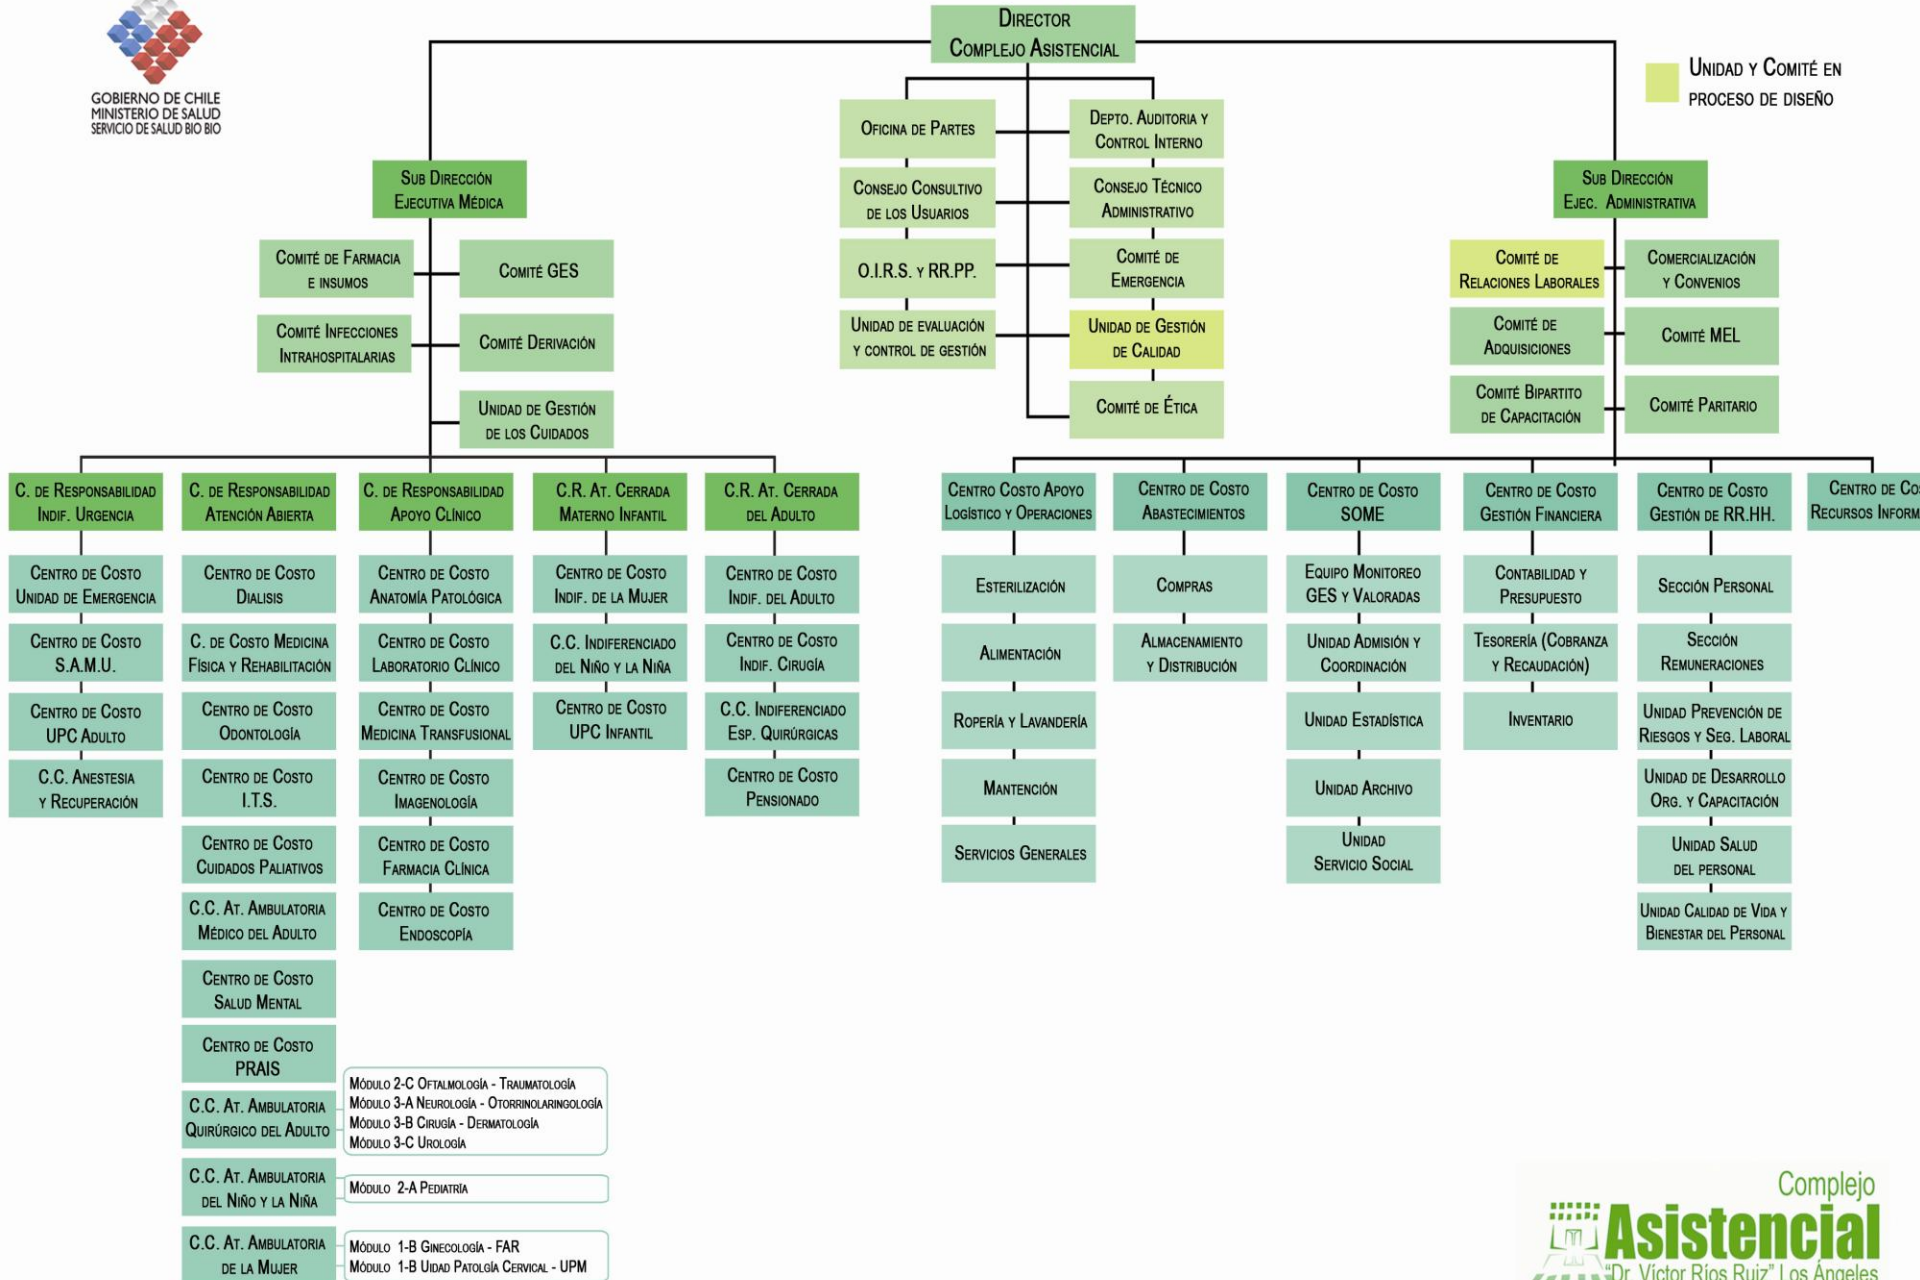 GOBIERNO DE CHILE
MINISTERIO DE SALUD
SERVICIO DE SALUD BIO BIO
DIRECTOR
COMPLEJO ASISTENCIAL
UNIDAD Y COMITÉ EN
PROCESO DE DISEÑO
OFICINA DE PARTES
DEPTO. AUDITORIA Y
CONTROL INTERNO
CONSEJO CONSULTIVO
DE LOS USUARIOS
CONSEJO TÉCNICO
ADMINISTRATIVO
O.I.R.S. Y RR.PP.
COMITÉ DE
EMERGENCIA
UNIDAD DE EVALUACIÓN
Y CONTROL DE GESTIÓN
UNIDAD DE GESTIÓN
DE CALIDAD
COMITÉ DE ÉTICA
SUB DIRECCIÓN
EJECUTIVA MÉDICA
COMITÉ DE FARMACIA
E INSUMOS
COMITÉ GES
COMITÉ INFECCIONES
INTRAHOSPITALARIAS
COMITÉ DERIVACIÓN
UNIDAD DE GESTIÓN
DE LOS CUIDADOS
SUB DIRECCIÓN
EJEC. ADMINISTRATIVA
COMITÉ DE
RELACIONES LABORALES
COMERCIALIZACIÓN
Y CONVENIOS
COMITÉ DE
ADQUISICIONES
COMITÉ MEL
COMITÉ BIPARTITO
DE CAPACITACIÓN
COMITÉ PARITARIO
C. DE RESPONSABILIDAD
INDIF. URGENCIA
CENTRO DE COSTO
UNIDAD DE EMERGENCIA
CENTRO DE COSTO
S.A.M.U.
CENTRO DE COSTO
UPC ADULTO
C.C. ANESTESIA
Y RECUPERACIÓN
C. DE RESPONSABILIDAD
ATENCIÓN ABIERTA
CENTRO DE COSTO
DIALISIS
C. DE COSTO MEDICINA
FÍSICA Y REHABILITACIÓN
CENTRO DE COSTO
ODONTOLOGÍA
CENTRO DE COSTO
I.T.S.
CENTRO DE COSTO
CUIDADOS PALIATIVOS
C.C. AT. AMBULATORIA
MÉDICO DEL ADULTO
CENTRO DE COSTO
SALUD MENTAL
CENTRO DE COSTO
PRAIS
C.C. AT. AMBULATORIA
QUIRÚRGICO DEL ADULTO
MÓDULO 2-C OFTALMOLOGÍA - TRAUMATOLOGÍA
MÓDULO 3-A NEUROLOGÍA - OTORRINOLARINGOLOGÍA
MÓDULO 3-B CIRUGÍA - DERMATOLOGÍA
MÓDULO 3-C UROLOGÍA
C.C. AT. AMBULATORIA
DEL NIÑO Y LA NIÑA
MÓDULO 2-A PEDIATRÍA
C.C. AT. AMBULATORIA
DE LA MUJER
MÓDULO 1-B GINECOLOGÍA - FAR
MÓDULO 1-B UIDAD PATOLGÍA CERVICAL - UPM
C. DE RESPONSABILIDAD
APOYO CLÍNICO
CENTRO DE COSTO
ANATOMÍA PATOLÓGICA
CENTRO DE COSTO
LABORATORIO CLÍNICO
CENTRO DE COSTO
MEDICINA TRANSFUSIONAL
CENTRO DE COSTO
IMAGENOLOGÍA
CENTRO DE COSTO
FARMACIA CLÍNICA
CENTRO DE COSTO
ENDOSCOPÍA
C.R. AT. CERRADA
MATERNO INFANTIL
CENTRO DE COSTO
INDIF. DE LA MUJER
C.C. INDIFERENCIADO
DEL NIÑO Y LA NIÑA
CENTRO DE COSTO
UPC INFANTIL
C.R. AT. CERRADA
DEL ADULTO
CENTRO DE COSTO
INDIF. DEL ADULTO
CENTRO DE COSTO
INDIF. CIRUGÍA
C.C. INDIFERENCIADO
ESP. QUIRÚRGICAS
CENTRO DE COSTO
PENSIONADO
CENTRO COSTO APOYO
LOGÍSTICO Y OPERACIONES
ESTERILIZACIÓN
ALIMENTACIÓN
ROPERÍA Y LAVANDERÍA
MANTENCIÓN
SERVICIOS GENERALES
CENTRO DE COSTO
ABASTECIMIENTOS
COMPRAS
ALMACENAMIENTO
Y DISTRIBUCIÓN
CENTRO DE COSTO
SOME
EQUIPO MONITOREO
GES Y VALORADAS
UNIDAD ADMISIÓN Y
COORDINACIÓN
UNIDAD ESTADÍSTICA
UNIDAD ARCHIVO
UNIDAD
SERVICIO SOCIAL
CENTRO DE COSTO
GESTIÓN FINANCIERA
CONTABILIDAD Y
PRESUPUESTO
TESORERÍA (COBRANZA
Y RECAUDACIÓN)
INVENTARIO
CENTRO DE COSTO
GESTIÓN DE RR.HH.
SECCIÓN PERSONAL
SECCIÓN
REMUNERACIONES
UNIDAD PREVENCIÓN DE
RIESGOS Y SEG. LABORAL
UNIDAD DE DESARROLLO
ORG. Y CAPACITACIÓN
UNIDAD SALUD
DEL PERSONAL
UNIDAD CALIDAD DE VIDA Y
BIENESTAR DEL PERSONAL
CENTRO DE
RECURSOS
Complejo
Asistencial
"Dr. Víctor Ríos Ruiz" Los Ángeles